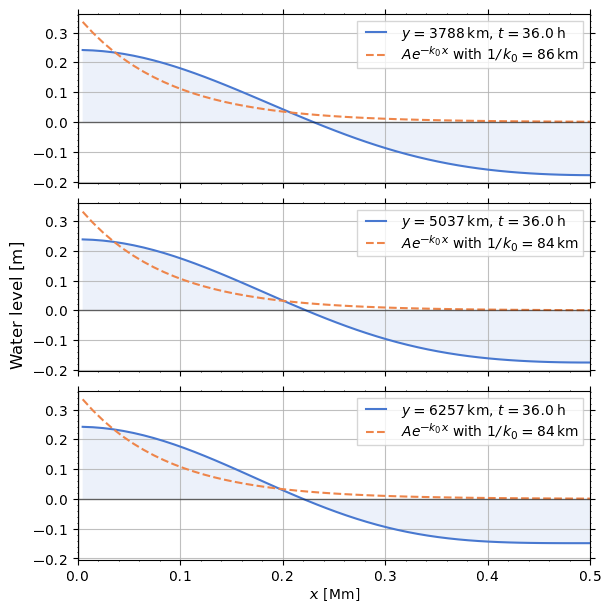 Water level [m]
0.3
0.2
0.1
0.0
−0.1
−0.2
y = 3788 km, t = 36.0 h
Ae^{−k₀x} with 1/k₀ = 86 km
0.3
0.2
0.1
0.0
−0.1
−0.2
y = 5037 km, t = 36.0 h
Ae^{−k₀x} with 1/k₀ = 84 km
0.3
0.2
0.1
0.0
−0.1
−0.2
y = 6257 km, t = 36.0 h
Ae^{−k₀x} with 1/k₀ = 84 km
0.0 0.1 0.2 0.3 0.4 0.5
x [Mm]